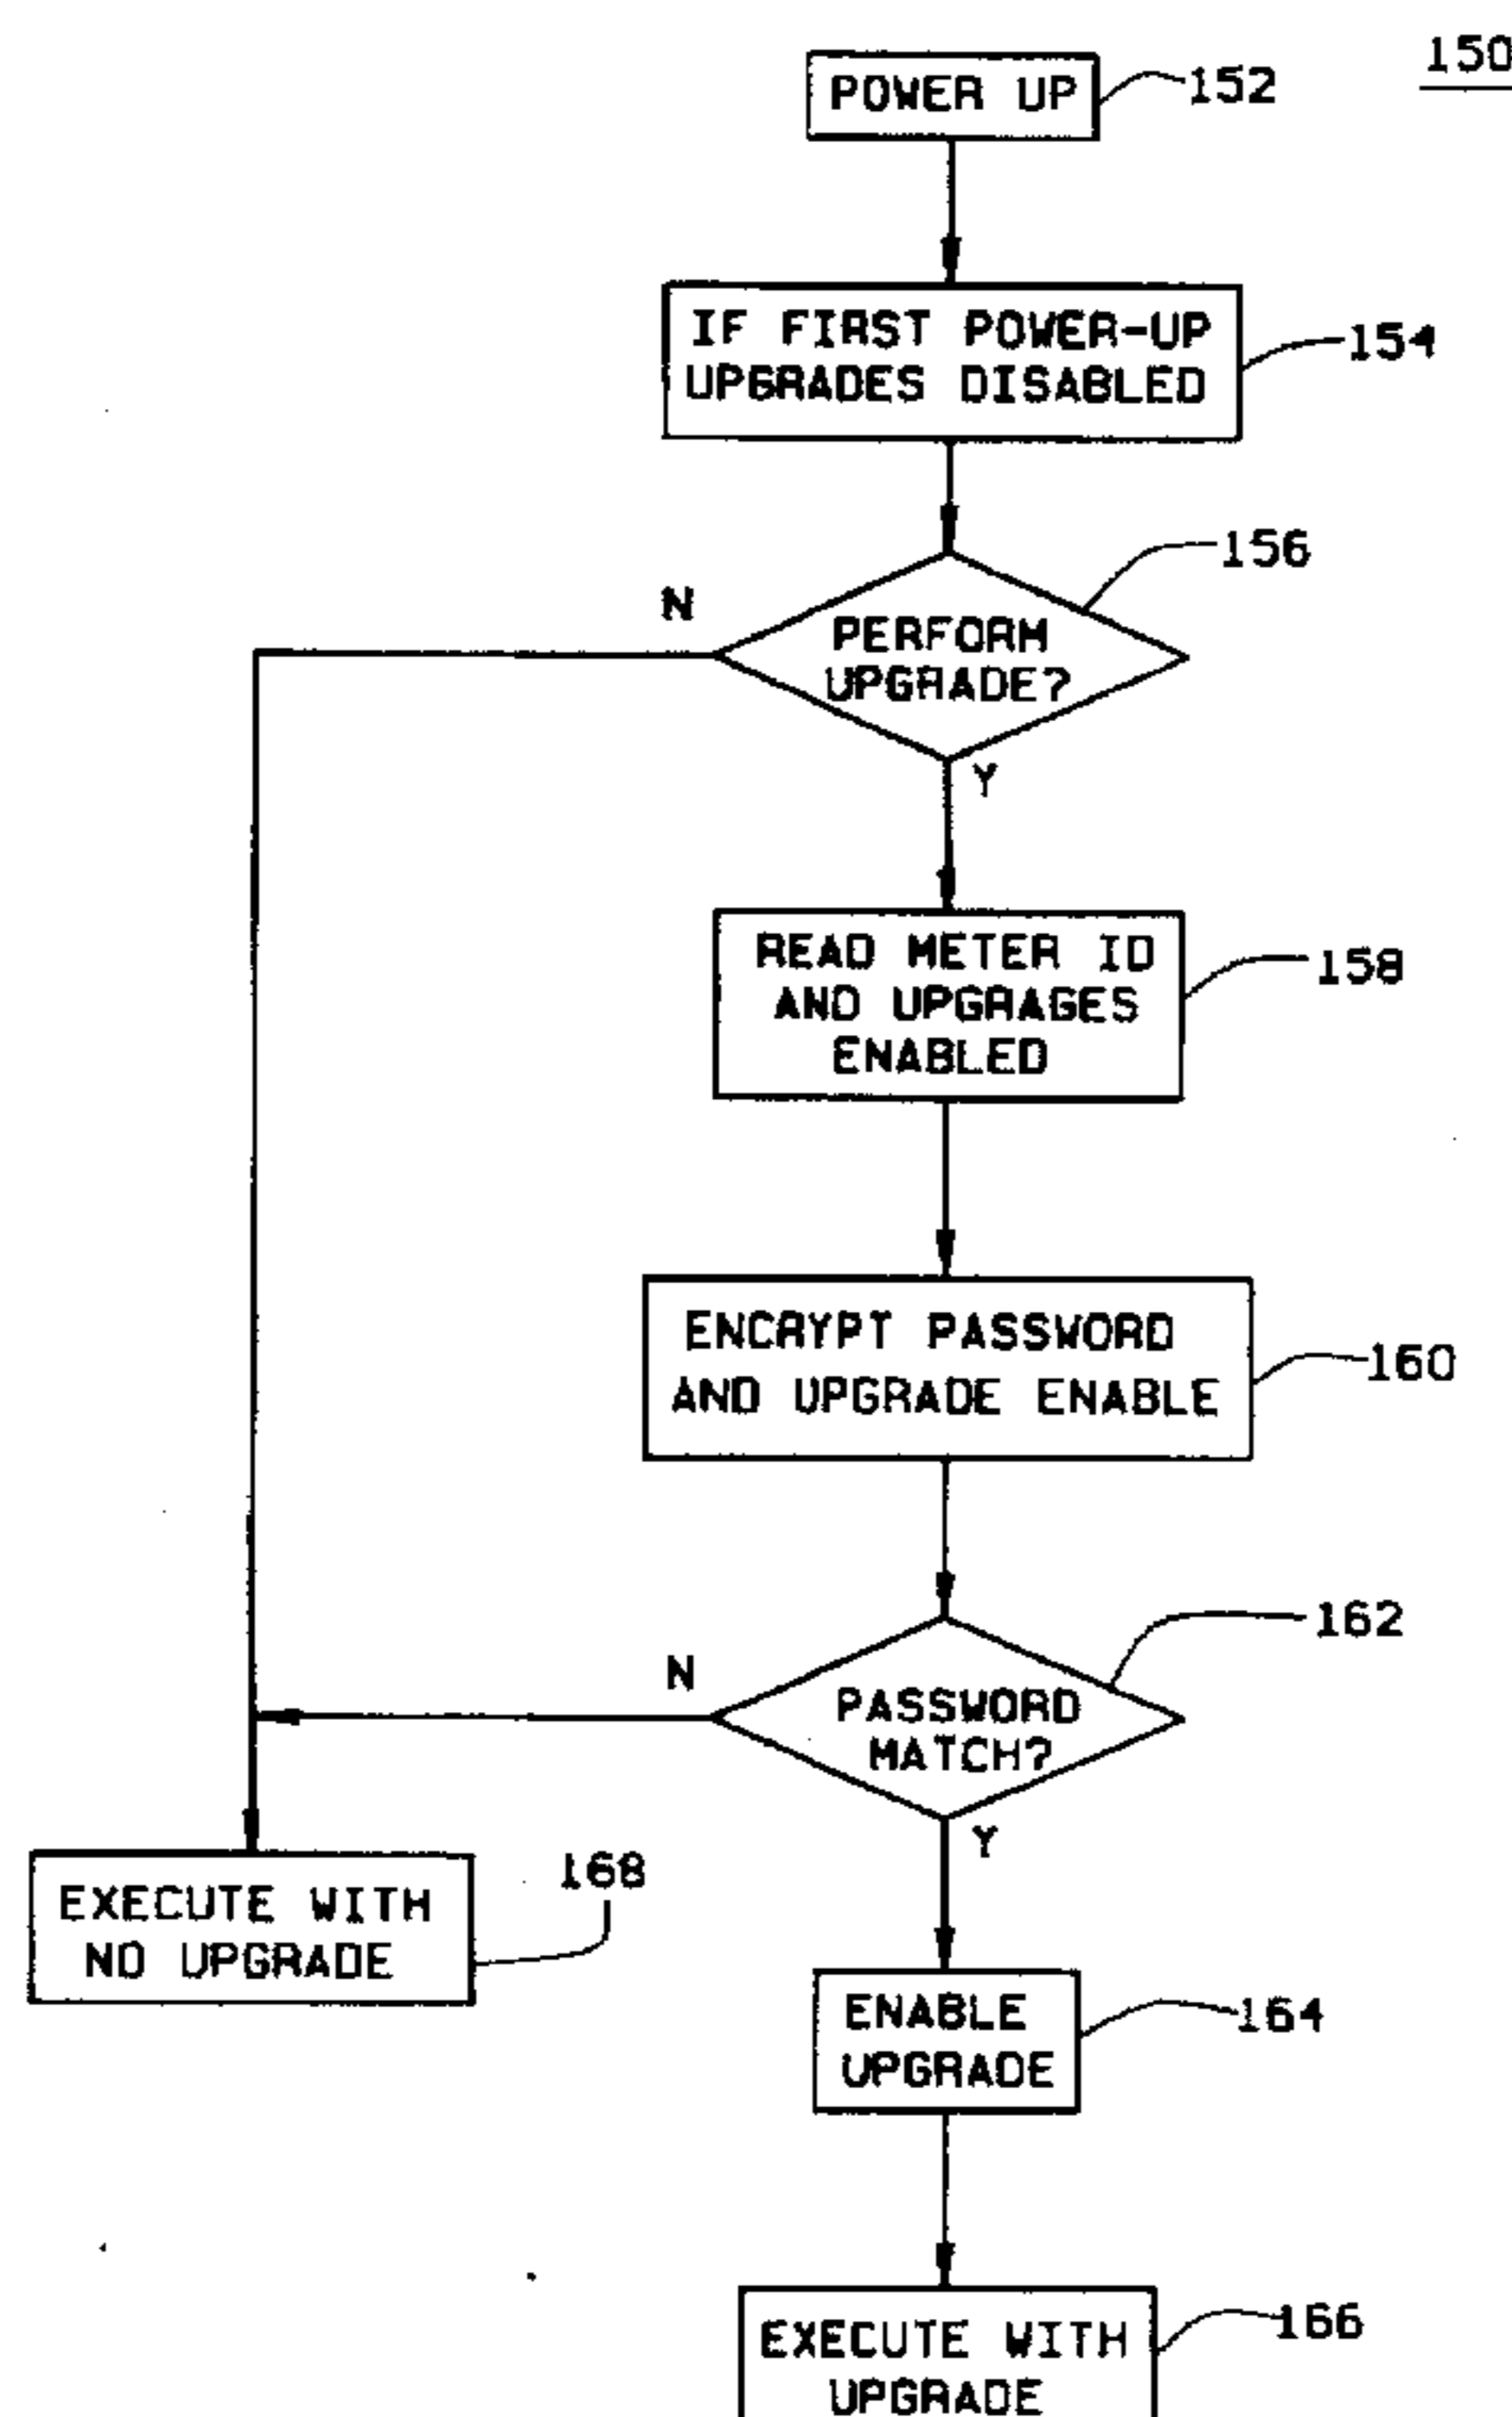 150
POWER UP
152
IF FIRST POWER-UP
UPGRADES DISABLED
154
156
N
PERFORM
UPGRADE?
Y
READ METER ID
AND UPGRAGES
ENABLED
158
ENCRYPT PASSWORD
AND UPGRADE ENABLE
160
162
N
PASSWORD
MATCH?
Y
168
EXECUTE WITH
NO UPGRADE
ENABLE
UPGRADE
164
EXECUTE WITH
UPGRADE
166